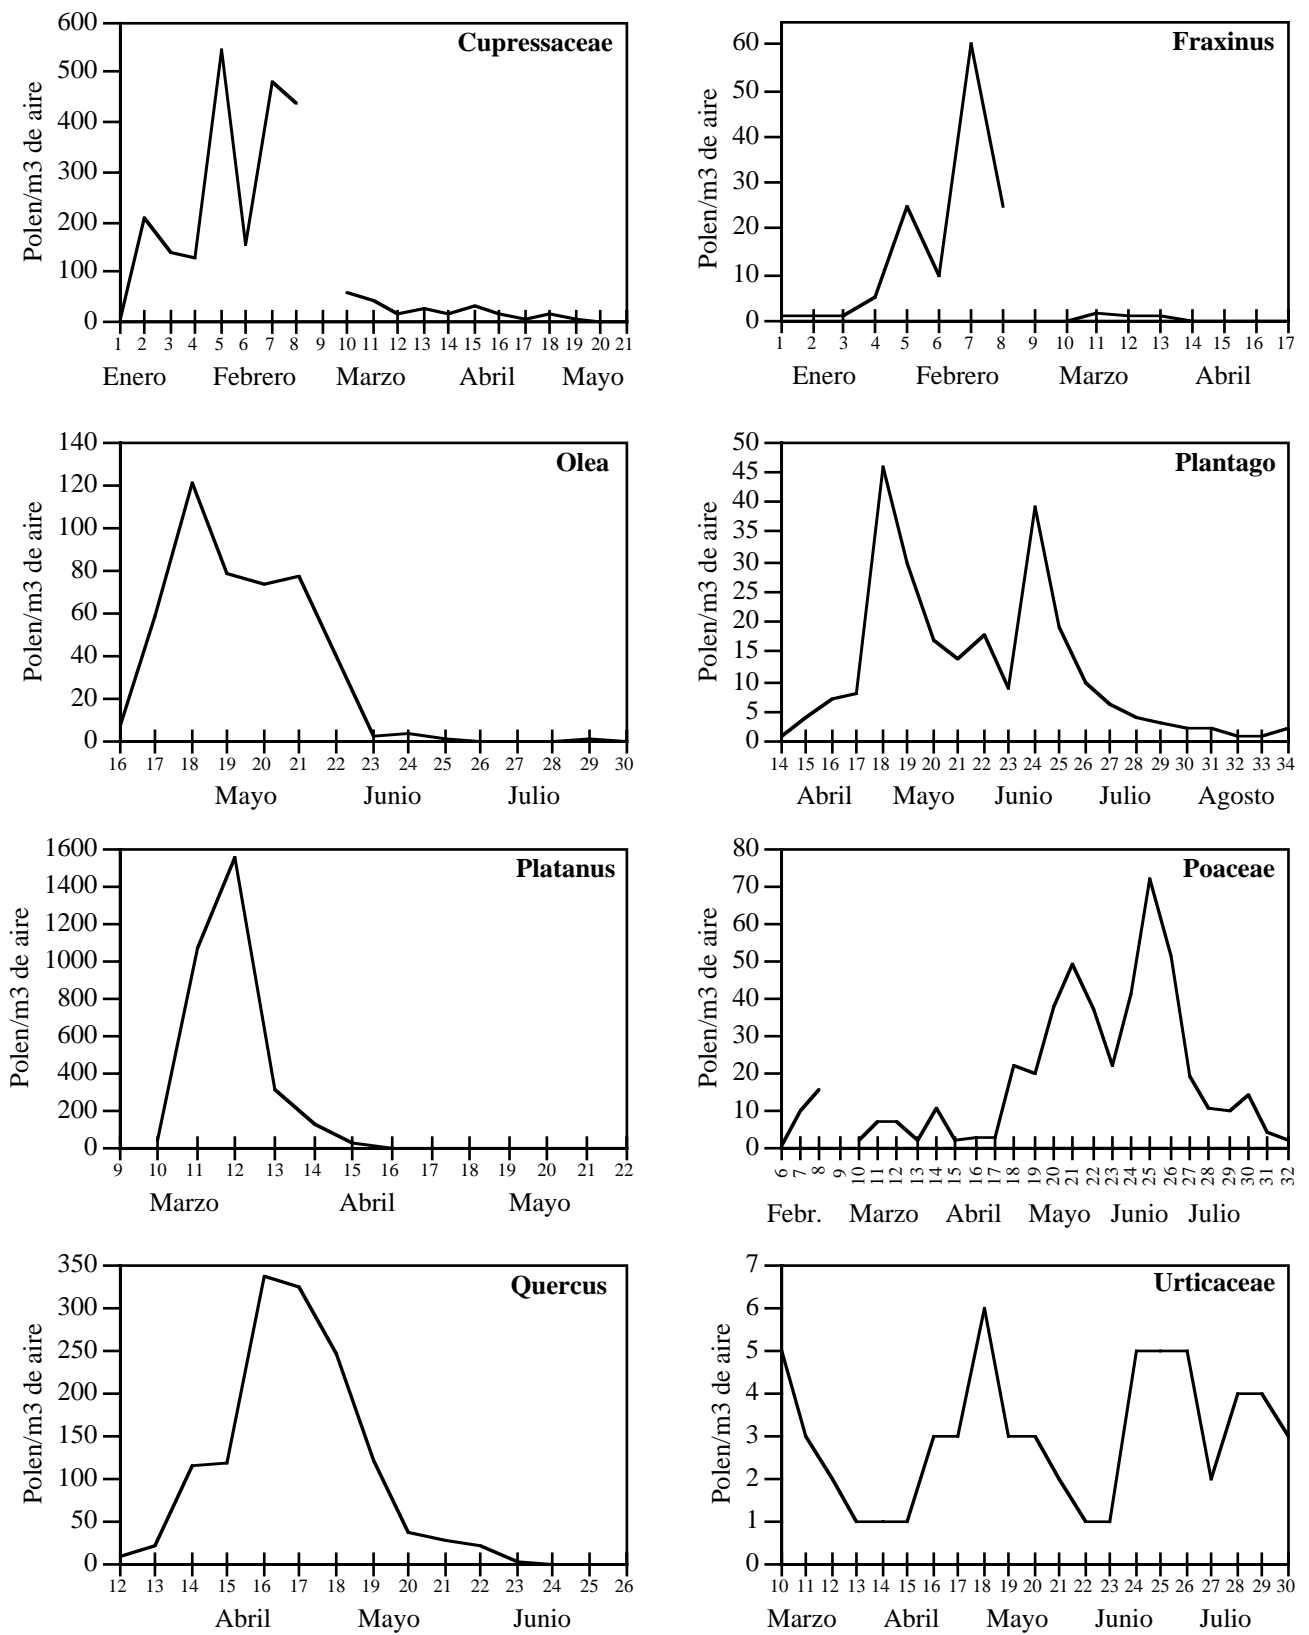 Cupressaceae
Polen/m3 de aire
600
500
400
300
200
100
0
1 2 3 4 5 6 7 8 9 10 11 12 13 14 15 16 17 18 19 20 21
Enero Febrero Marzo Abril Mayo
Fraxinus
Polen/m3 de aire
60
50
40
30
20
10
0
1 2 3 4 5 6 7 8 9 10 11 12 13 14 15 16 17
Enero Febrero Marzo Abril
Olea
Polen/m3 de aire
140
120
100
80
60
40
20
0
16 17 18 19 20 21 22 23 24 25 26 27 28 29 30
Mayo Junio Julio
Plantago
Polen/m3 de aire
50
45
40
35
30
25
20
15
10
5
0
14 15 16 17 18 19 20 21 22 23 24 25 26 27 28 29 30 31 32 33 34
Abril Mayo Junio Julio Agosto
Platanus
Polen/m3 de aire
1600
1400
1200
1000
800
600
400
200
0
9 10 11 12 13 14 15 16 17 18 19 20 21 22
Marzo Abril Mayo
Poaceae
Polen/m3 de aire
80
70
60
50
40
30
20
10
0
6 7 8 9 10 11 12 13 14 15 16 17 18 19 20 21 22 23 24 25 26 27 28 29 30 31 32
Febr. Marzo Abril Mayo Junio Julio
Quercus
Polen/m3 de aire
350
300
250
200
150
100
50
0
12 13 14 15 16 17 18 19 20 21 22 23 24 25 26
Abril Mayo Junio
Urticaceae
Polen/m3 de aire
7
6
5
4
3
2
1
0
10 11 12 13 14 15 16 17 18 19 20 21 22 23 24 25 26 27 28 29 30
Marzo Abril Mayo Junio Julio